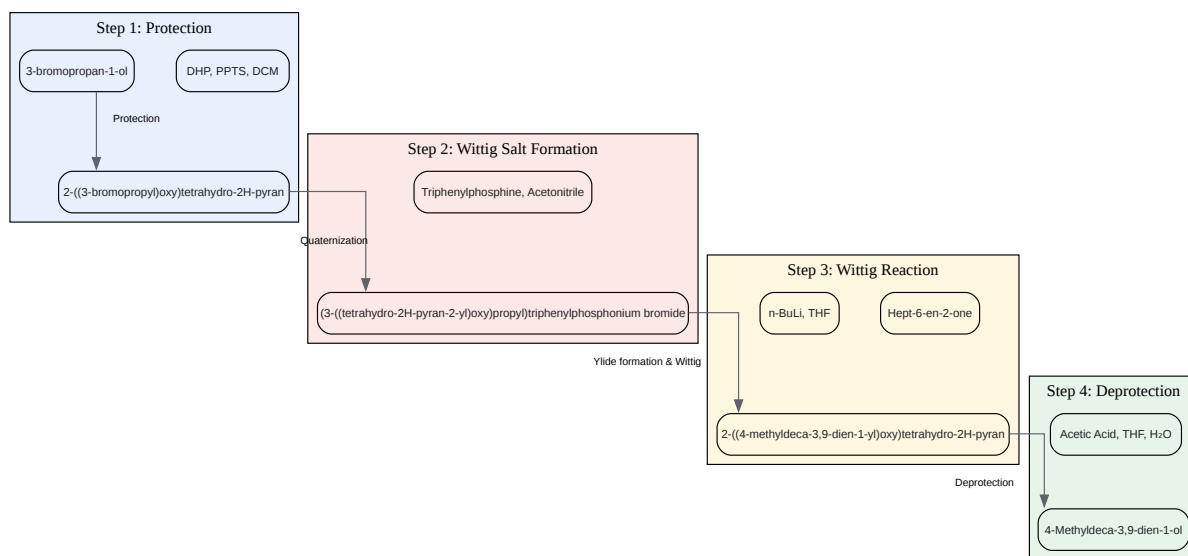 Step 1: Protection
3-bromopropan-1-ol
DHP, PPTS, DCM
Protection
2-((3-bromopropyl)oxy)tetrahydro-2H-pyran
Step 2: Wittig Salt Formation
Triphenylphosphine, Acetonitrile
Quaternization
(3-((tetrahydro-2H-pyran-2-yl)oxy)propyl)triphenylphosphonium bromide
Step 3: Wittig Reaction
n-BuLi, THF
Hept-6-en-2-one
Ylide formation & Wittig
2-((4-methyldeca-3,9-dien-1-yl)oxy)tetrahydro-2H-pyran
Step 4: Deprotection
Acetic Acid, THF, H₂O
Deprotection
4-Methyldeca-3,9-dien-1-ol